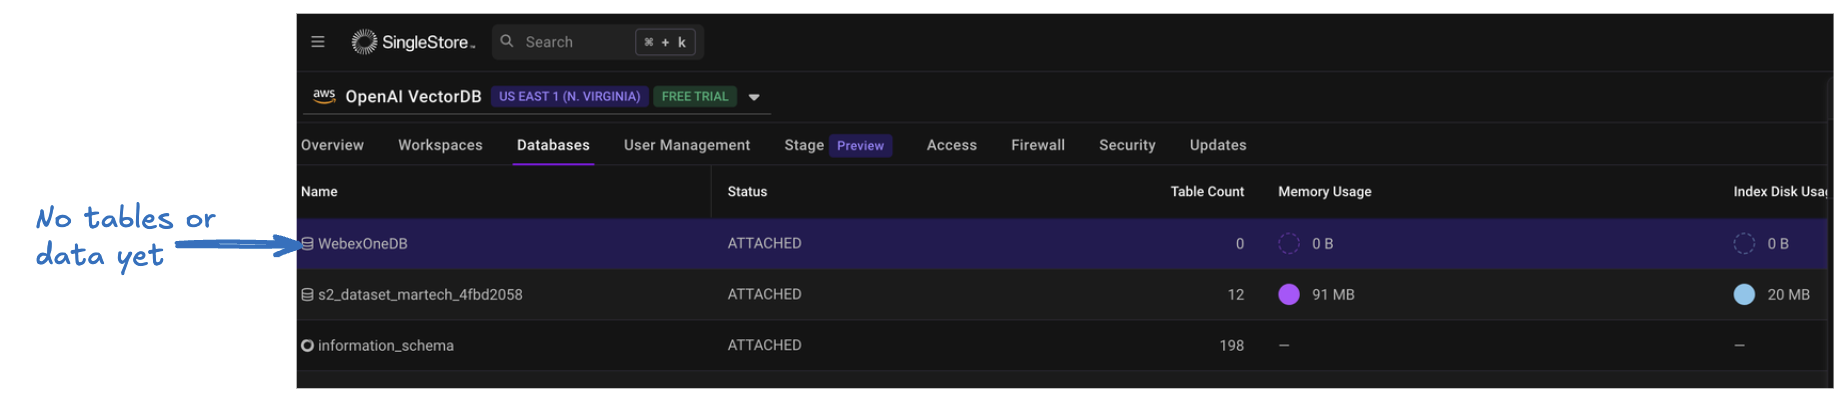 SingleStore
Search
⌘ + k
aws OpenAI VectorDB US EAST 1 (N. VIRGINIA) FREE TRIAL
Overview Workspaces Databases User Management Stage Preview Access Firewall Security Updates
Name Status Table Count Memory Usage Index Disk Usa
No tables or
data yet
WebexOneDB ATTACHED 0 0 B 0 B
s2_dataset_martech_4fbd2058 ATTACHED 12 91 MB 20 MB
information_schema ATTACHED 198 — —